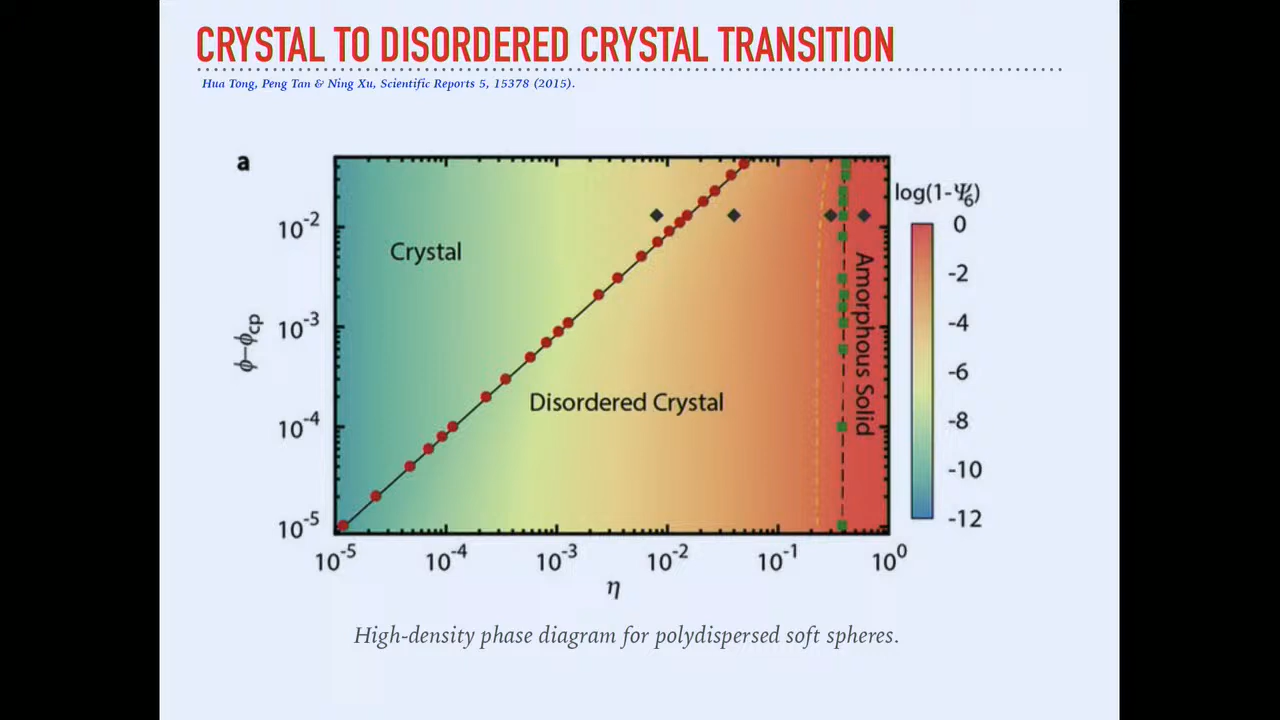 CRYSTAL TO DISORDERED CRYSTAL TRANSITION
Hua Tong, Peng Tan & Ning Xu, Scientific Reports 5, 15378 (2015).
a
log(1-Ψ₆)
0
-2
-4
-6
-8
-10
-12
Crystal
Disordered Crystal
Amorphous Solid
ϕ−ϕcp
10⁻²
10⁻³
10⁻⁴
10⁻⁵
10⁻⁵ 10⁻⁴ 10⁻³ 10⁻² 10⁻¹ 10⁰
η
High-density phase diagram for polydispersed soft spheres.